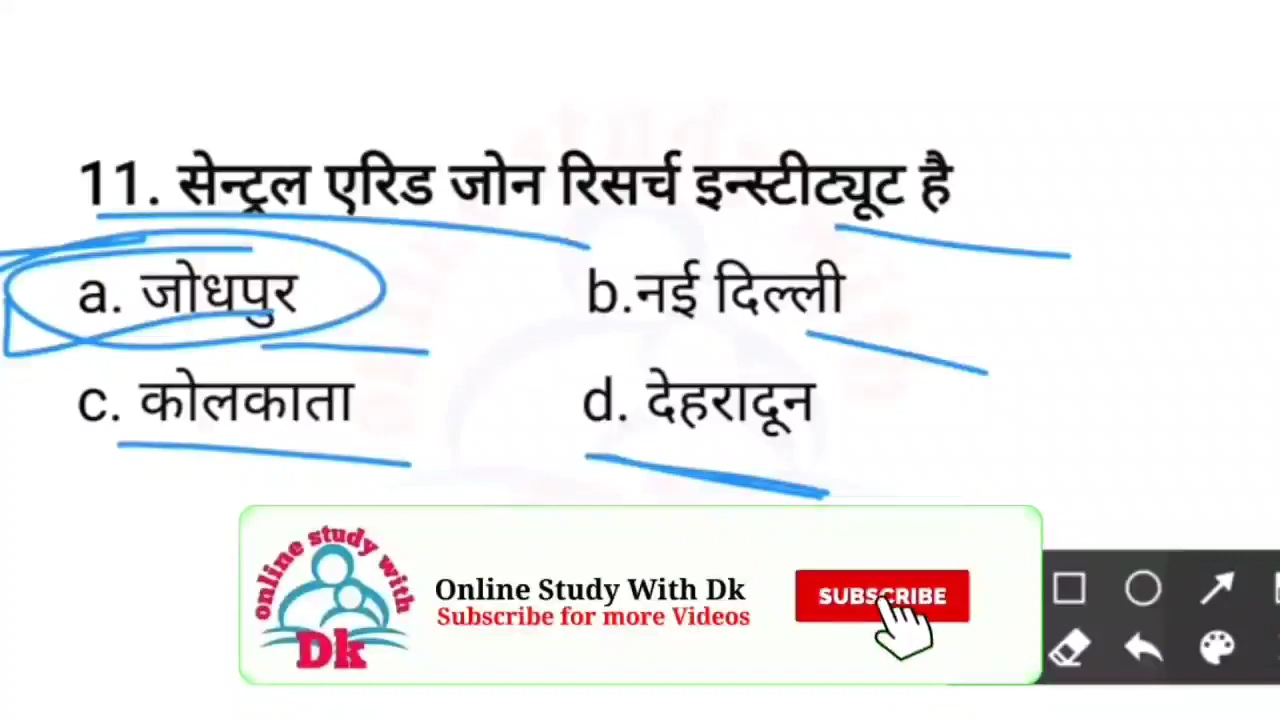 11. सेन्ट्रल एरिड जोन रिसर्च इन्स्टीट्यूट है
a. जोधपुर b.नई दिल्ली
c. कोलकाता d. देहरादून
online study with
Dk
Online Study With Dk
Subscribe for more Videos
SUBSCRIBE